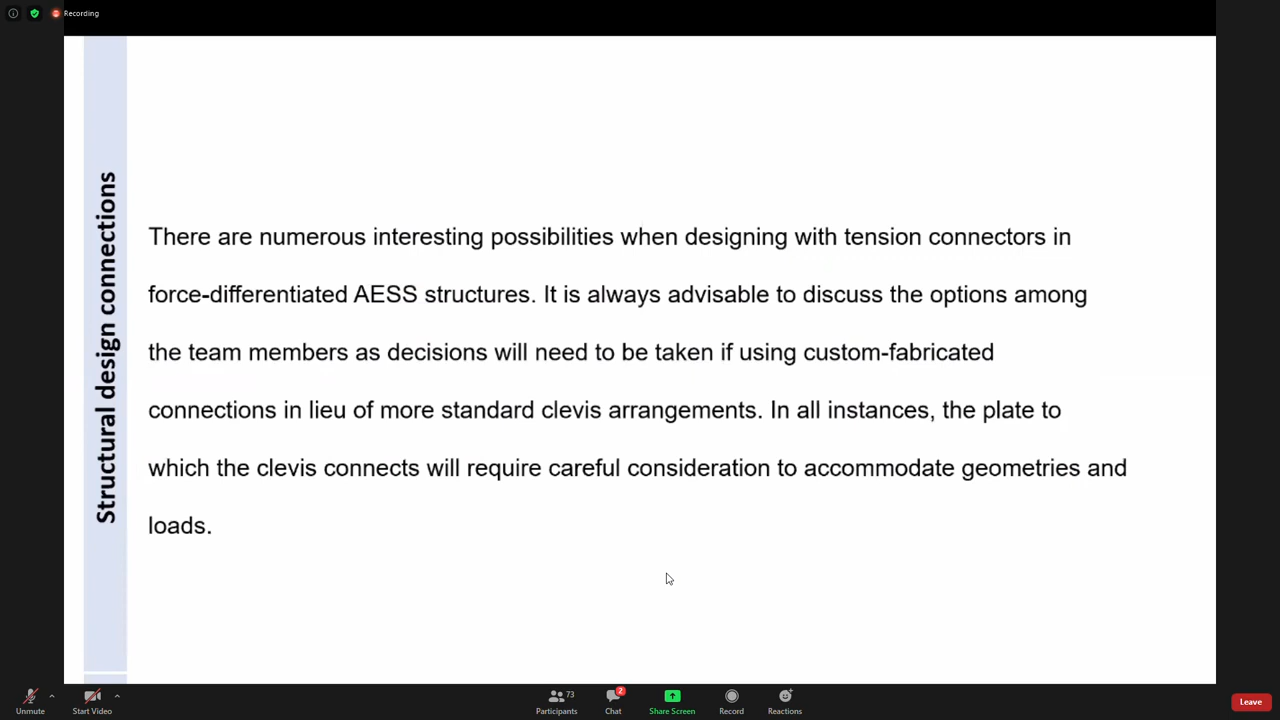 Recording
Structural design connections
There are numerous interesting possibilities when designing with tension connectors in
force-differentiated AESS structures. It is always advisable to discuss the options among
the team members as decisions will need to be taken if using custom-fabricated
connections in lieu of more standard clevis arrangements. In all instances, the plate to
which the clevis connects will require careful consideration to accommodate geometries and
loads.
Unmute
Start Video
73
Participants
2
Chat
Share Screen
Record
Reactions
Leave